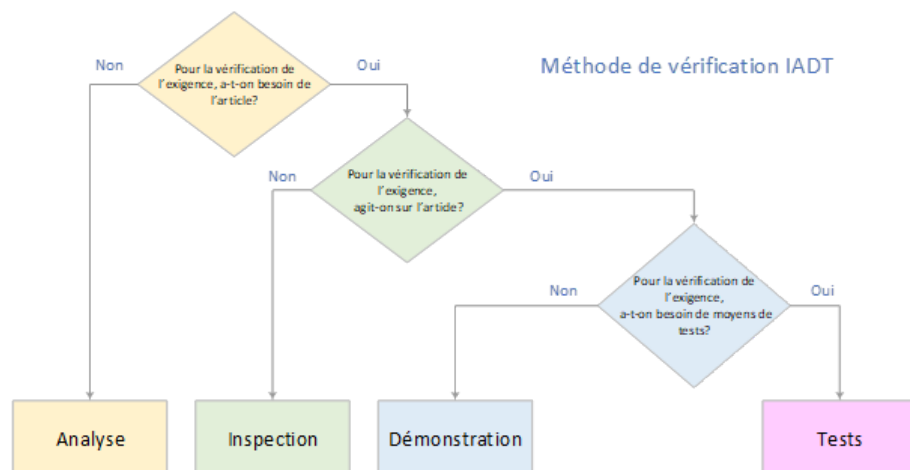 Méthode de vérification IADT
Non
Pour la vérification de
l'exigence, a-t-on besoin de
l'article?
Oui
Non
Pour la vérification de
l'exigence,
agit-on sur l'article?
Oui
Non
Pour la vérification de
l'exigence,
a-t-on besoin de moyens de
tests?
Oui
Analyse
Inspection
Démonstration
Tests